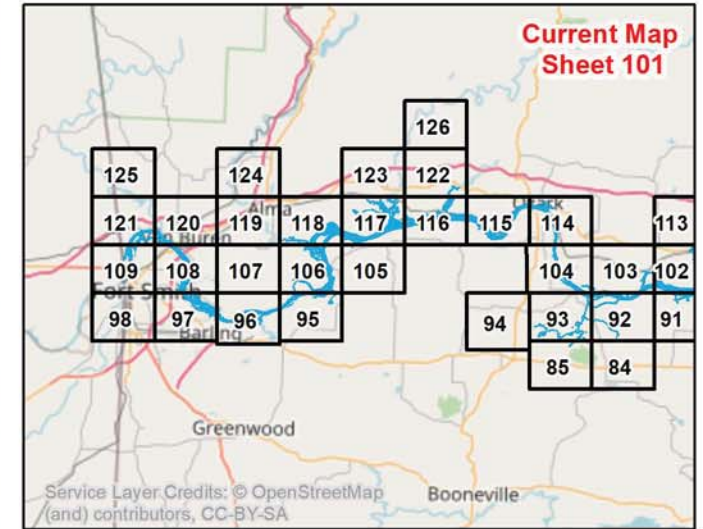 Current Map
Sheet 101
126
125 124 123 122
Alma
121 120 119 118 117 116 115 114 113
Van Buren
109 108 107 106 105 104 103 102
Fort Smith
98 97 96 95 94 93 92 91
Barling
85 84
Greenwood
Booneville
Service Layer Credits: © OpenStreetMap
(and) contributors, CC-BY-SA